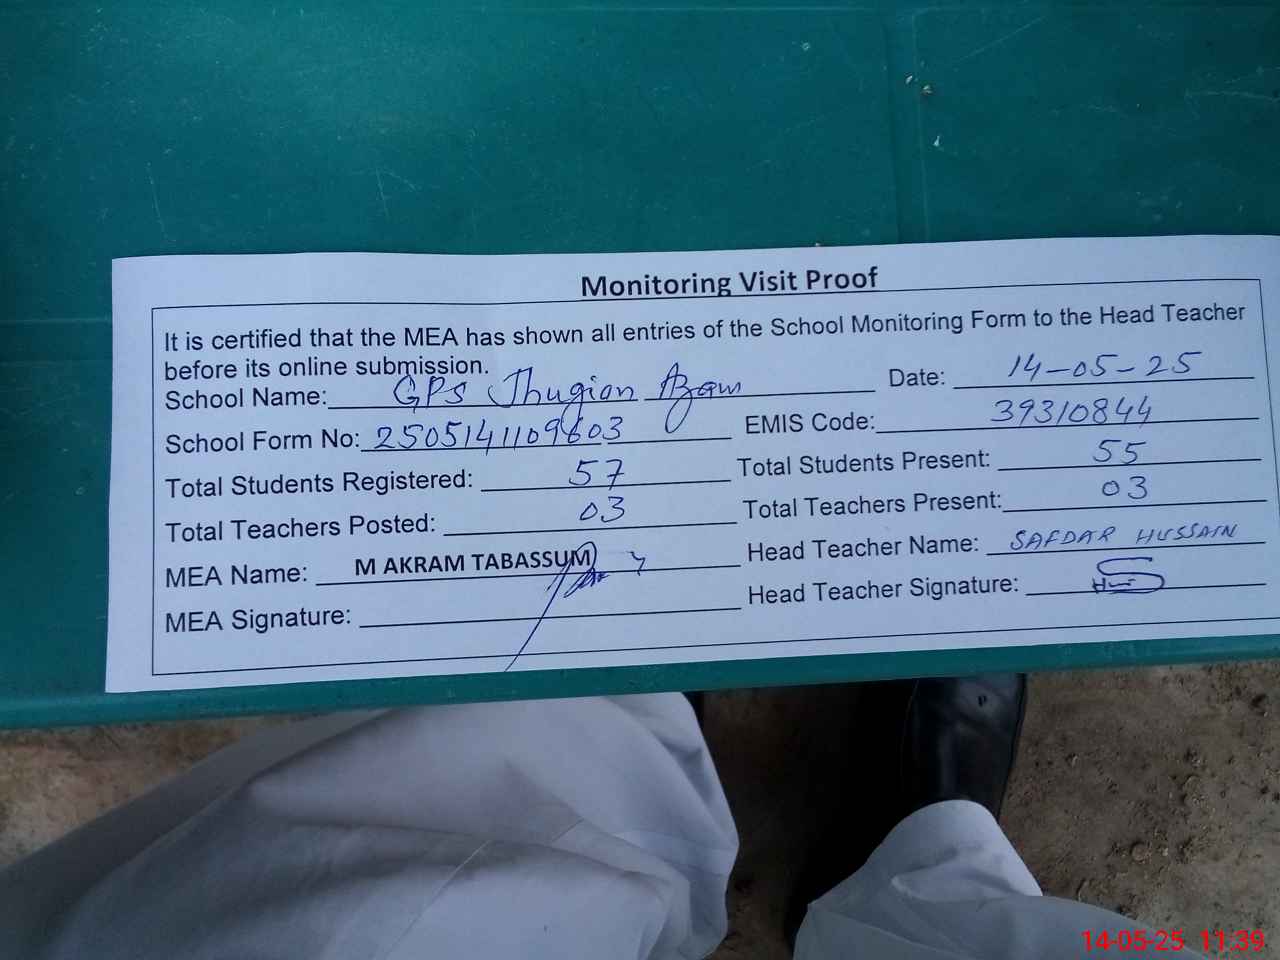 Monitoring Visit Proof
It is certified that the MEA has shown all entries of the School Monitoring Form to the Head Teacher
before its online submission.
School Name: GPS Jhugian Azam Date: 14-05-25
School Form No: 2505141109603 EMIS Code: 39310844
Total Students Registered: 57 Total Students Present: 55
Total Teachers Posted: 03 Total Teachers Present: 03
MEA Name: M AKRAM TABASSUM Head Teacher Name: SAFDAR HUSSAIN
MEA Signature: Head Teacher Signature:
14-05-25 11:39